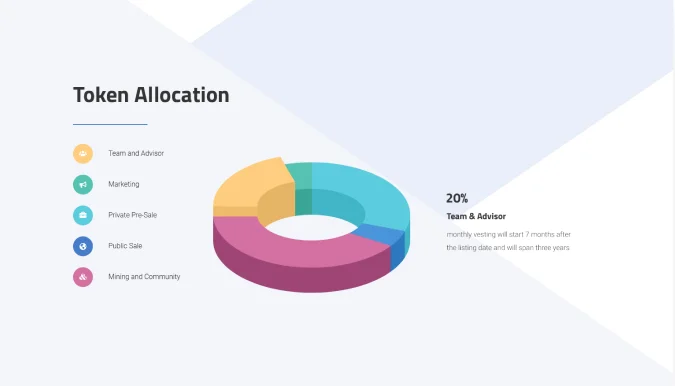 Token Allocation
Team and Advisor
Marketing
Private Pre-Sale
Public Sale
Mining and Community
20%
Team & Advisor
monthly vesting will start 7 months after
the listing date and will span three years